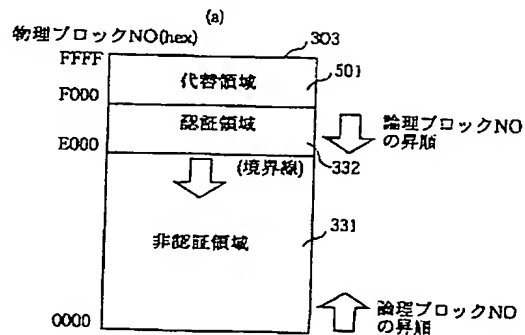 (a)
物理ブロックNO(hex)
303
FFFF
代替領域
501
F000
認証領域
論理ブロックNO
の昇順
E000
(境界線)
332
331
非認証領域
論理ブロックNO
の昇順
0000